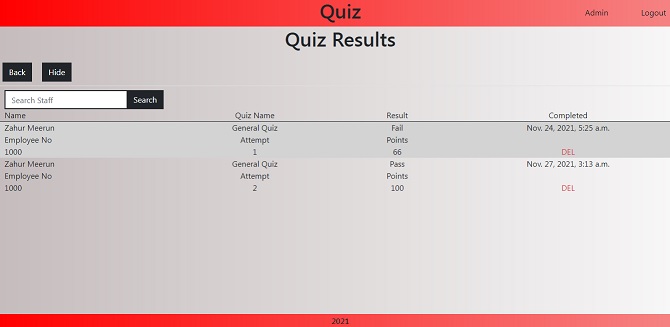 Quiz
Admin Logout
Quiz Results
Back Hide
Search Staff Search
Name Quiz Name Result Completed
Zahur Meerun General Quiz Fail Nov. 24, 2021, 5:25 a.m.
Employee No Attempt Points
1000 1 66 DEL
Zahur Meerun General Quiz Pass Nov. 27, 2021, 3:13 a.m.
Employee No Attempt Points
1000 2 100 DEL
2021